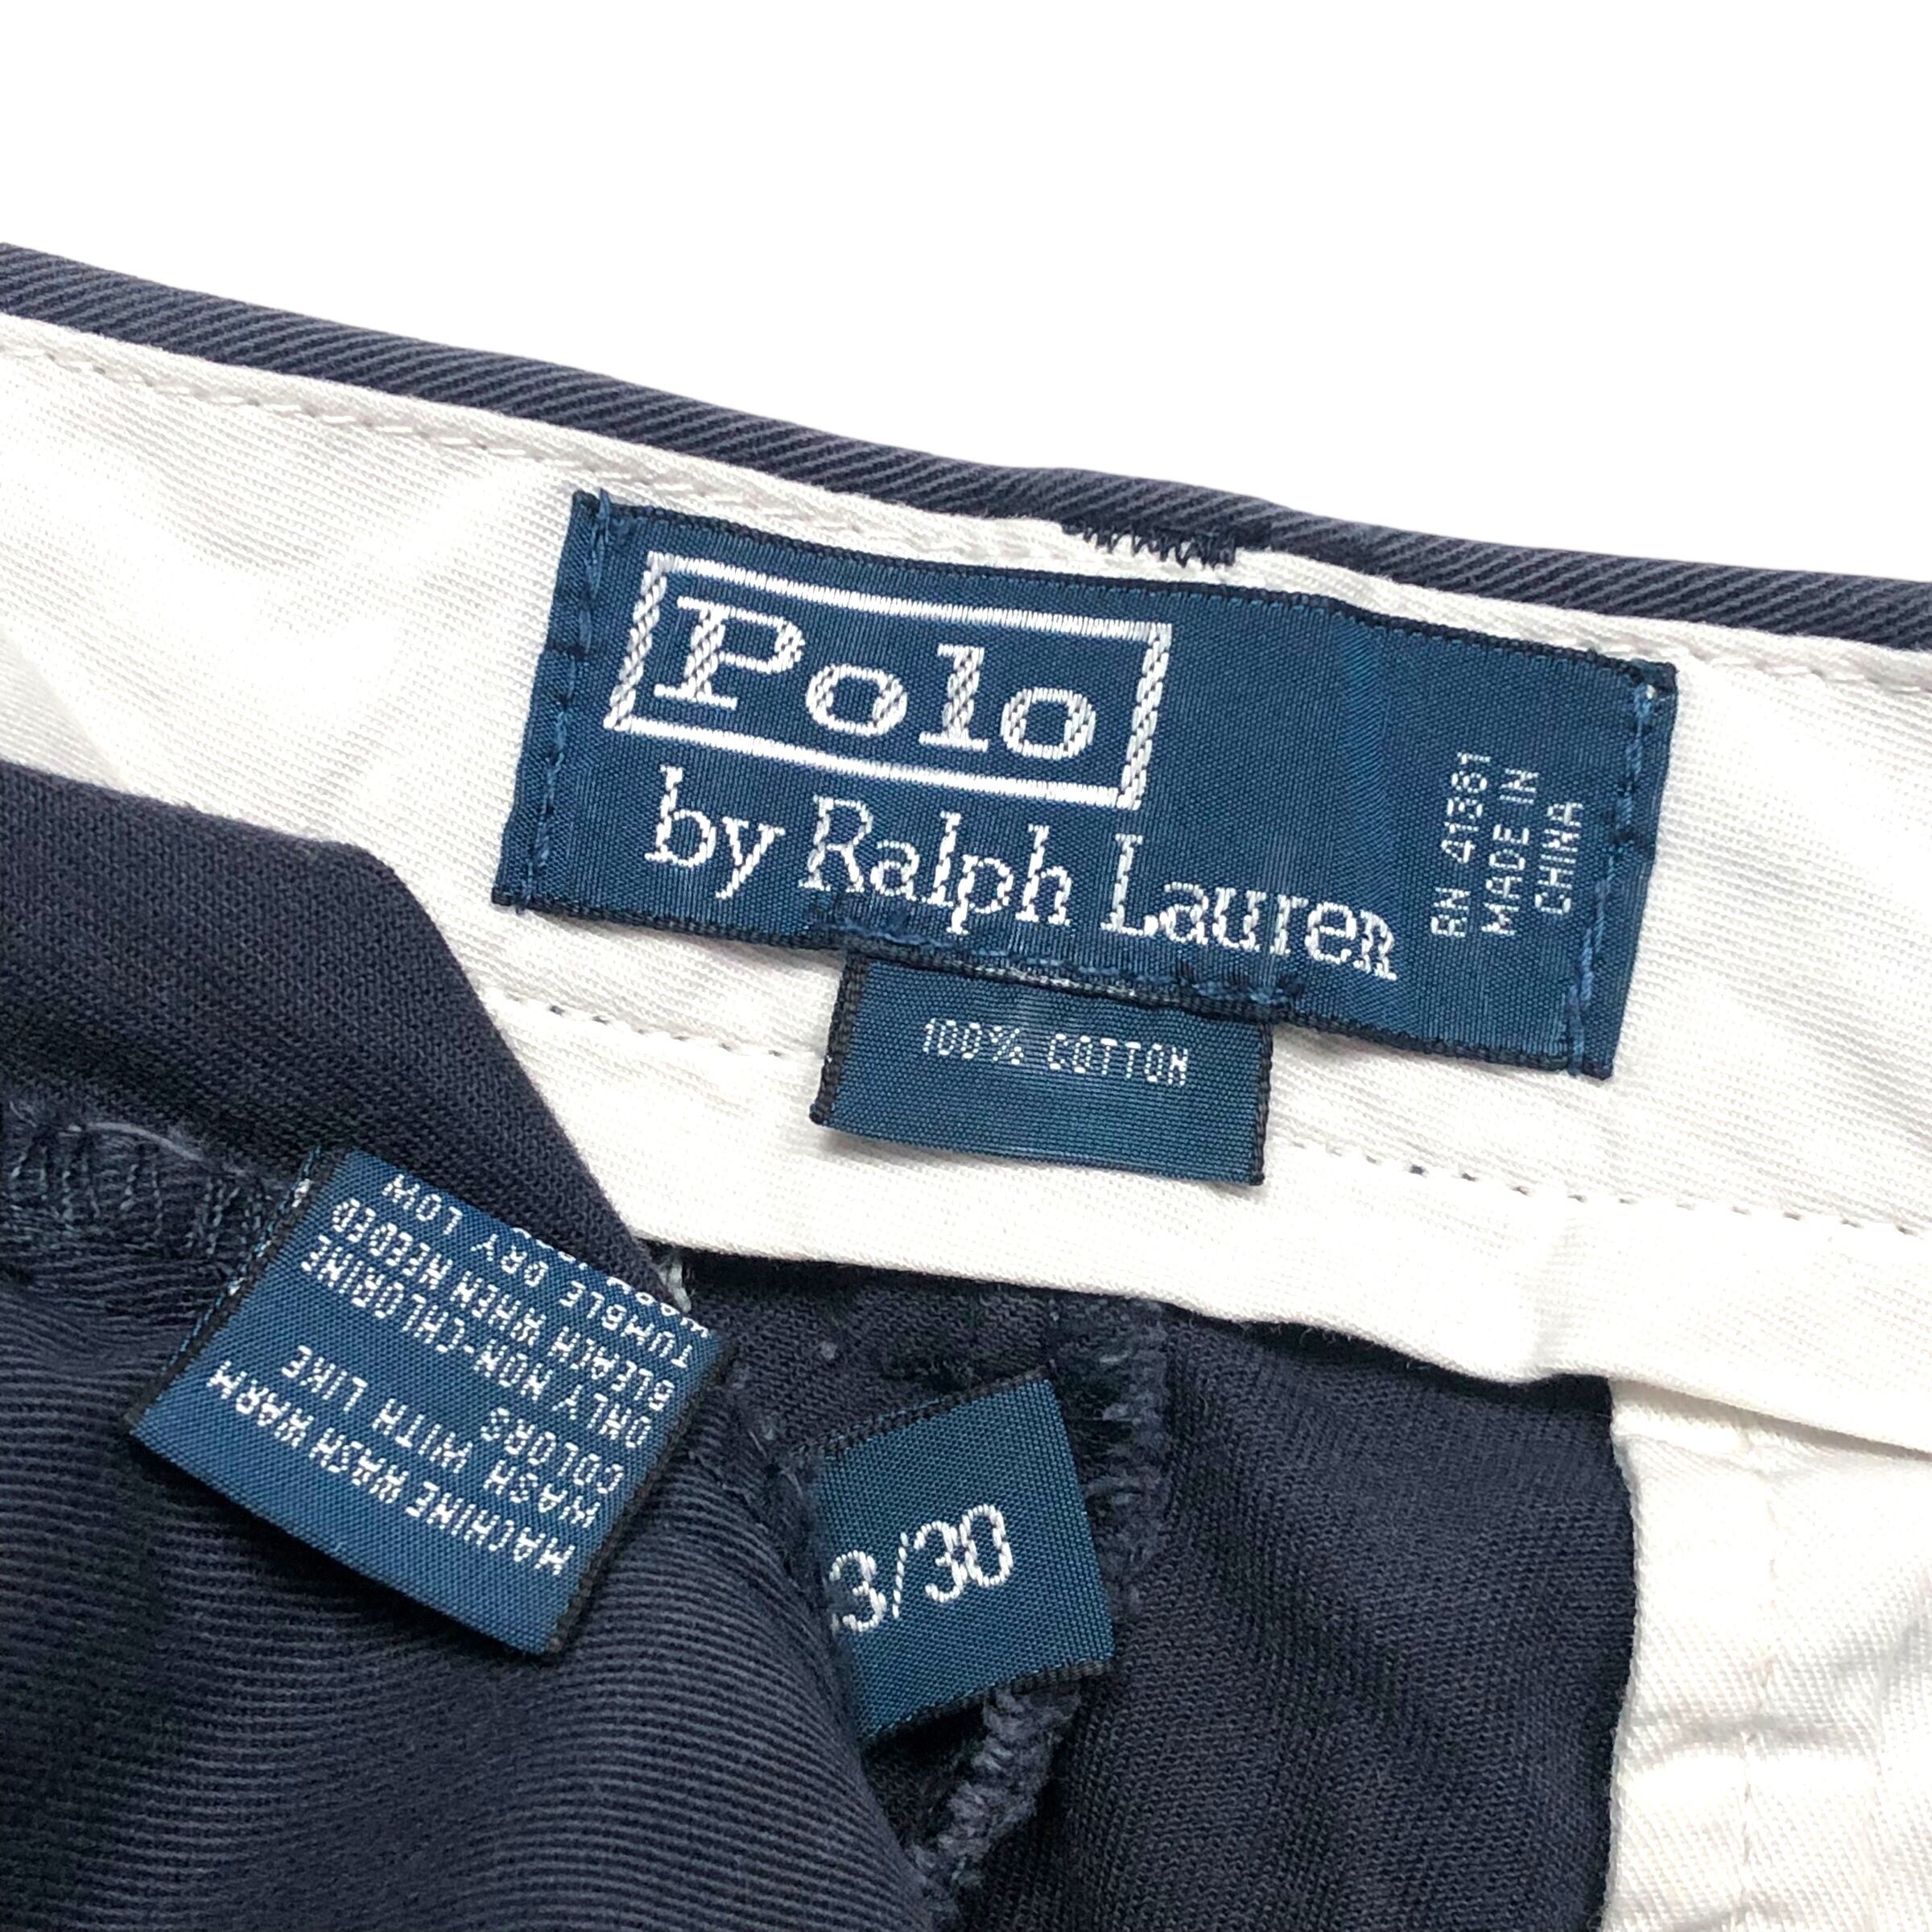 Polo
by Ralph Lauren
RN 41381
MADE IN
CHINA
100% COTTON
MACHINE WASH WARM
WASH WITH LIKE
COLORS
ONLY NON-CHLORINE
BLEACH WHEN NEEDED
TUMBLE DRY LOW
3/30